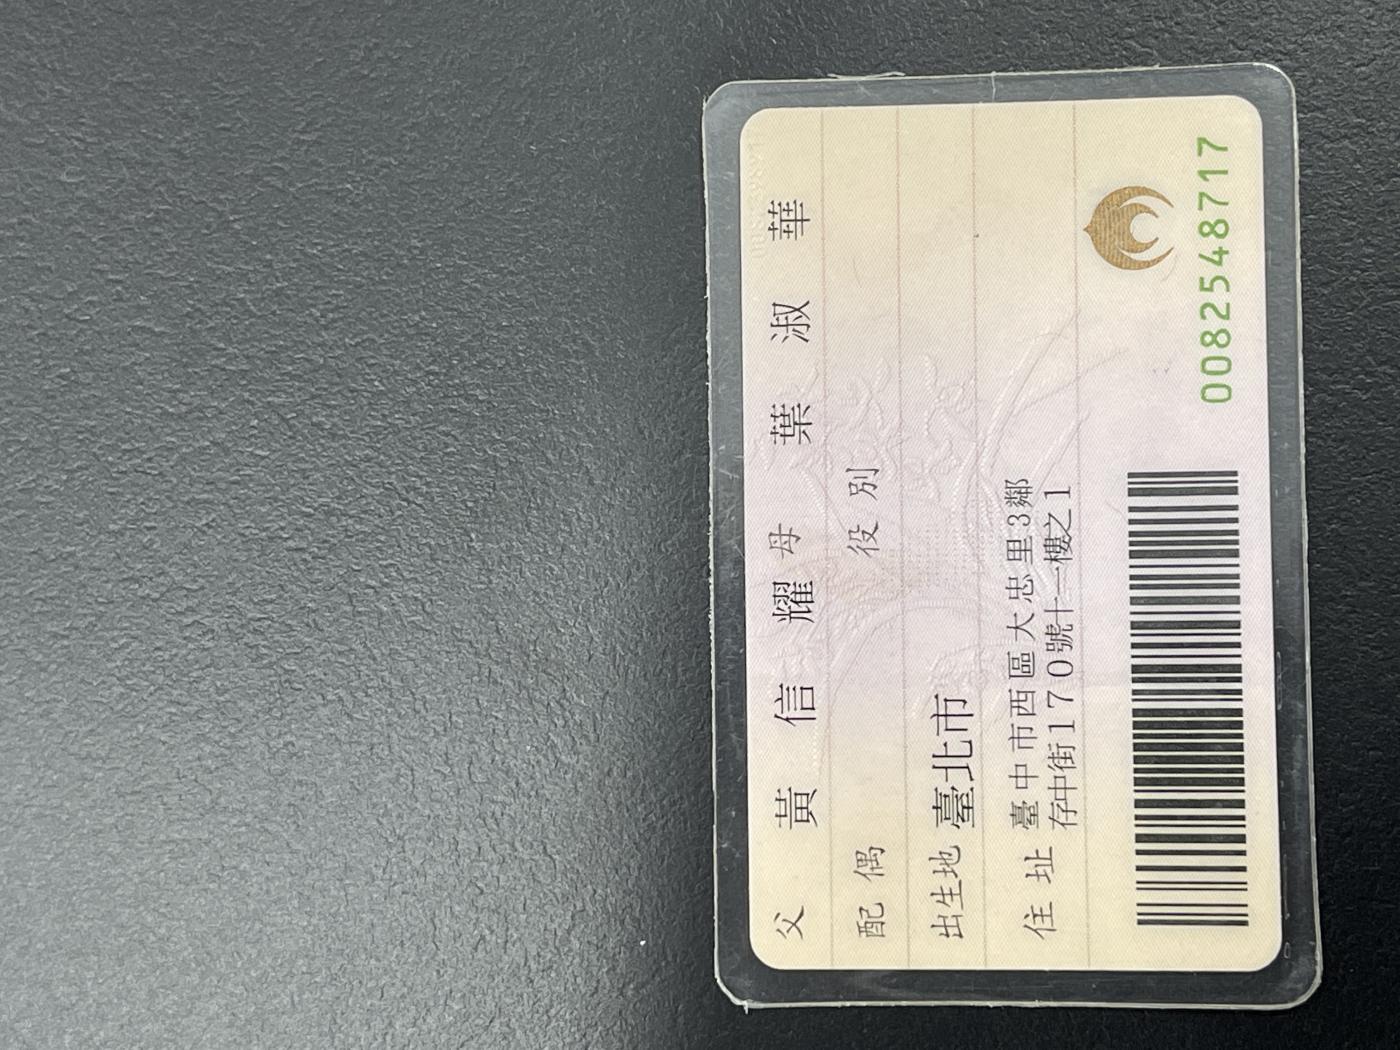 父 黃信耀 母 葉淑華
配偶 役別
出生地 臺北市
住址 臺中市西區大忠里3鄰
存中街170號十一樓之1
0082548717